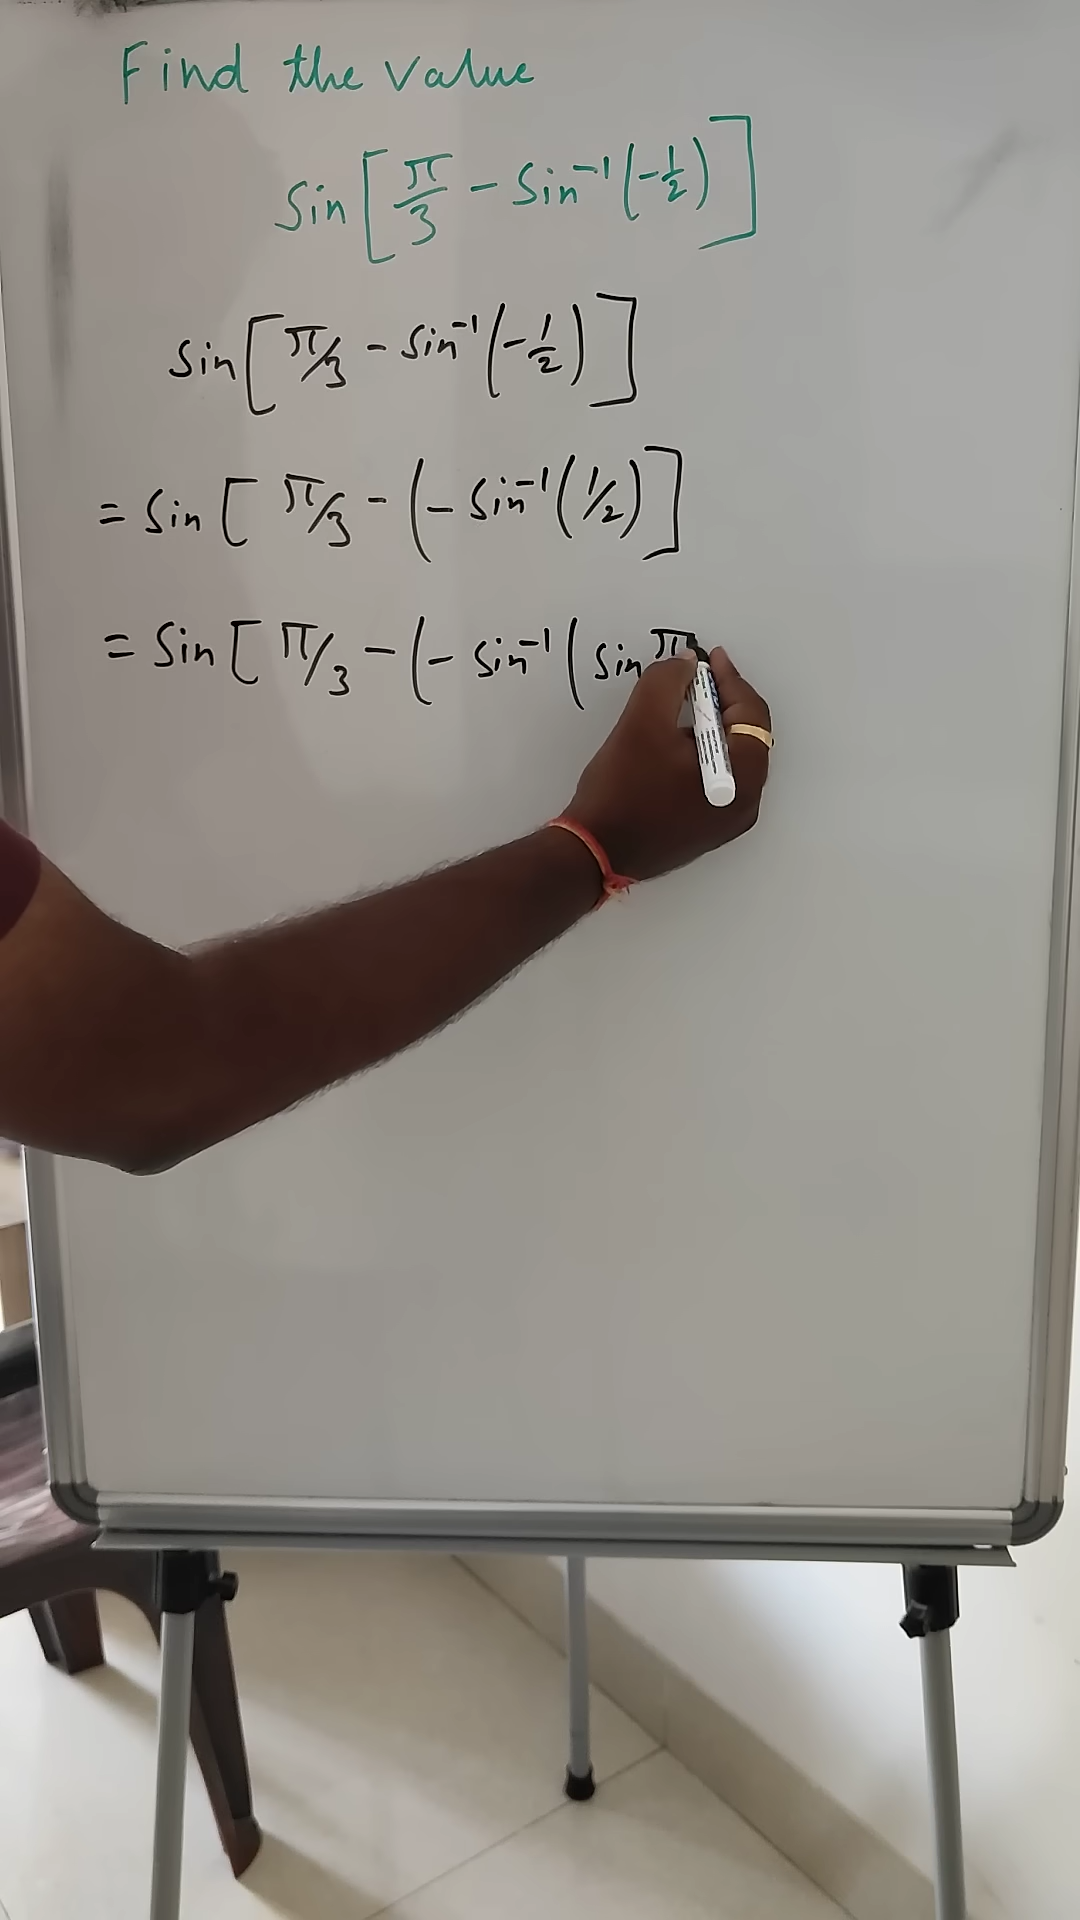 Find the value
Sin[π/3 - Sin⁻¹(-1/2)]
Sin[π/3 - Sin⁻¹(-1/2)]
= Sin[π/3 - (-Sin⁻¹(1/2)]
= Sin[π/3 - (-Sin⁻¹(Sin π